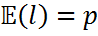 𝔼(l) = p